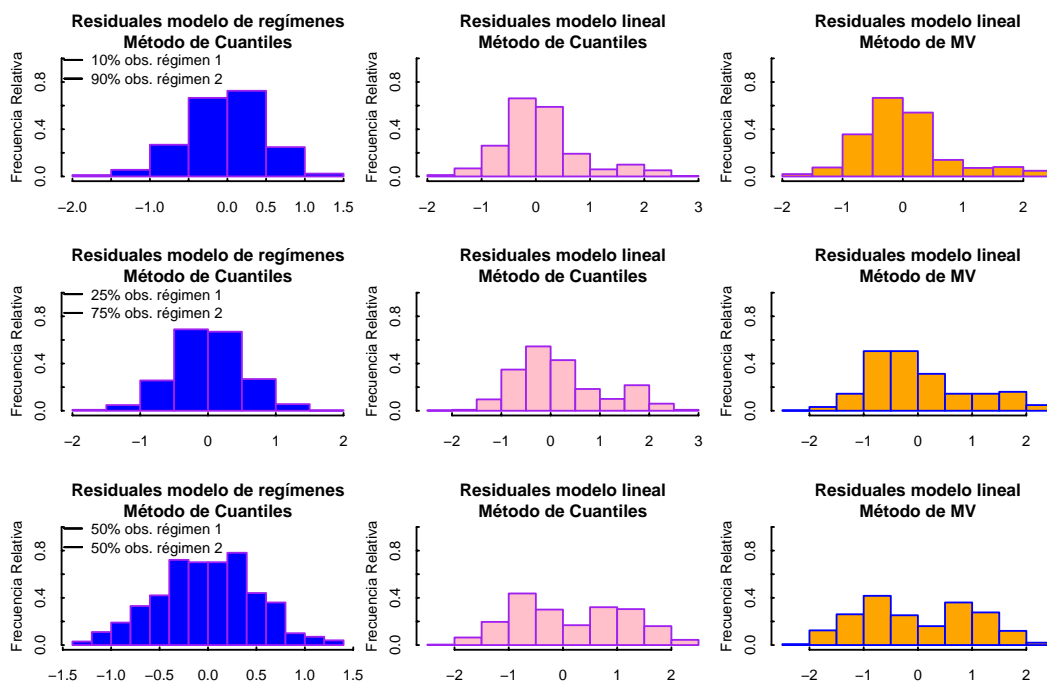 Residuales modelo de regímenes
Método de Cuantiles
10% obs. régimen 1
90% obs. régimen 2
Frecuencia Relativa
0.0 0.4 0.8
−2.0 −1.0 0.0 0.5 1.0 1.5
Residuales modelo lineal
Método de Cuantiles
Frecuencia Relativa
0.0 0.4 0.8
−2 −1 0 1 2 3
Residuales modelo lineal
Método de MV
Frecuencia Relativa
0.0 0.4 0.8
−2 −1 0 1 2
Residuales modelo de regímenes
Método de Cuantiles
25% obs. régimen 1
75% obs. régimen 2
Frecuencia Relativa
0.0 0.4 0.8
−2 −1 0 1 2
Residuales modelo lineal
Método de Cuantiles
Frecuencia Relativa
0.0 0.4 0.8
−2 −1 0 1 2 3
Residuales modelo lineal
Método de MV
Frecuencia Relativa
0.0 0.4 0.8
−2 −1 0 1 2
Residuales modelo de regímenes
Método de Cuantiles
50% obs. régimen 1
50% obs. régimen 2
Frecuencia Relativa
0.0 0.4 0.8
−1.5 −1.0 −0.5 0.0 0.5 1.0 1.5
Residuales modelo lineal
Método de Cuantiles
Frecuencia Relativa
0.0 0.4 0.8
−2 −1 0 1 2
Residuales modelo lineal
Método de MV
Frecuencia Relativa
0.0 0.4 0.8
−2 −1 0 1 2